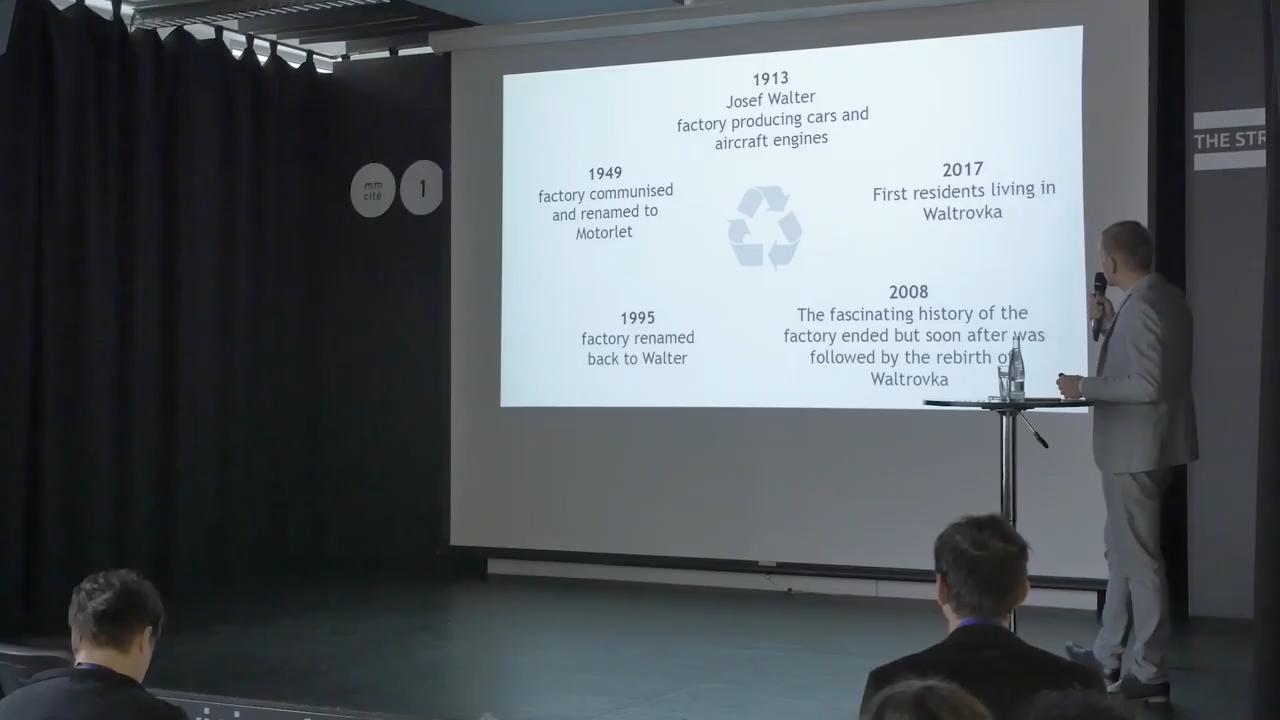 1913
Josef Walter
factory producing cars and
aircraft engines
1949
factory communised
and renamed to
Motorlet
2017
First residents living in
Waltrovka
1995
factory renamed
back to Walter
2008
The fascinating history of the
factory ended but soon after was
followed by the rebirth of
Waltrovka
mm
cité
1
THE STR